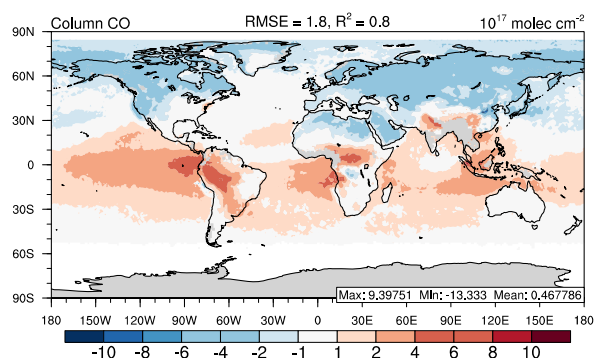 Column CO RMSE = 1.8, R² = 0.8 10¹⁷ molec cm⁻²
90N
60N
30N
0
30S
60S
90S
Max: 9.39751 Min: -13.333 Mean: 0.467786
180 150W 120W 90W 60W 30W 0 30E 60E 90E 120E 150E 180
-10 -8 -6 -4 -2 -1 1 2 4 6 8 10